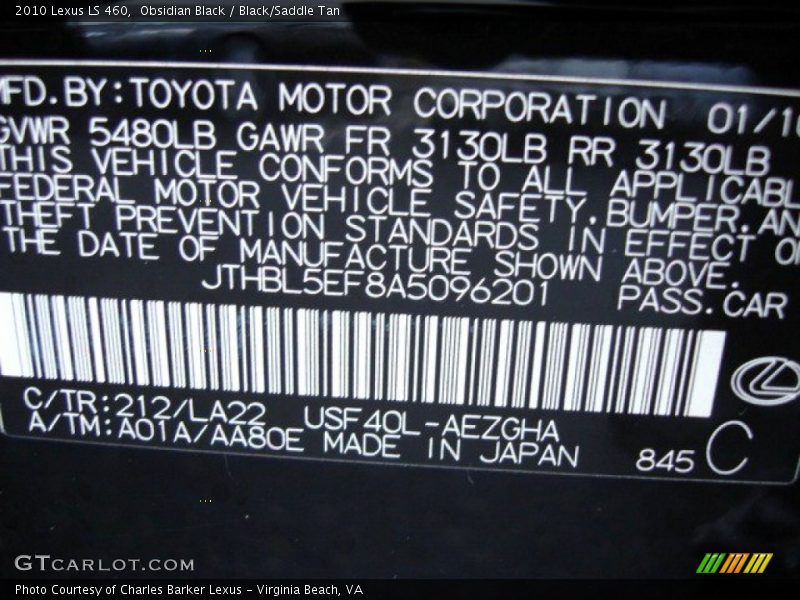 2010 Lexus LS 460,  Obsidian Black / Black/Saddle Tan
MFD.BY:TOYOTA MOTOR CORPORATION 01/10
GVWR 5480LB GAWR FR 3130LB RR 3130LB
THIS VEHICLE CONFORMS TO ALL APPLICABL
FEDERAL MOTOR VEHICLE SAFETY.BUMPER.AN
THEFT PREVENTION STANDARDS IN EFFECT O
THE DATE OF MANUFACTURE SHOWN ABOVE.
JTHBL5EF8A5096201 PASS.CAR
C/TR:212/LA22 USF40L-AEZGHA
A/TM:A01A/AA80E MADE IN JAPAN 845 C
GTCARLOT.COM
Photo Courtesy of Charles Barker Lexus - Virginia Beach, VA